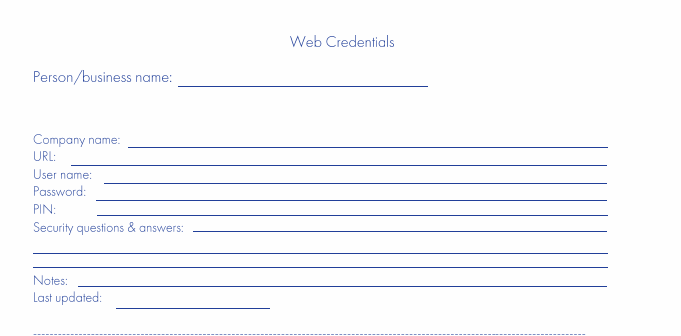 Web Credentials
Person/business name:
Company name:
URL:
User name:
Password:
PIN:
Security questions & answers:
Notes:
Last updated: